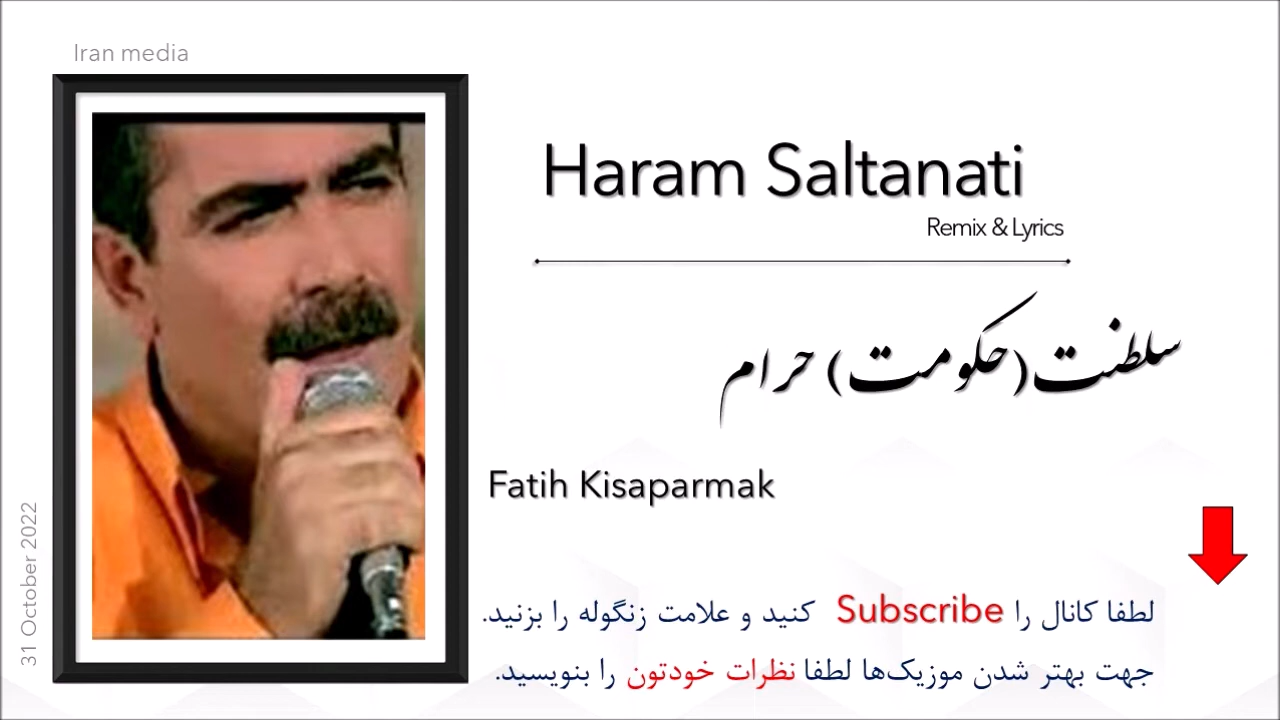 Iran media
Haram Saltanati
Remix & Lyrics
سلطنت(حکومت) حرام
Fatih Kisaparmak
لطفا کانال را Subscribe کنید و علامت زنگوله را بزنید.
جهت بهتر شدن موزیک‌ها لطفا نظرات خودتون را بنویسید.
31 October 2022